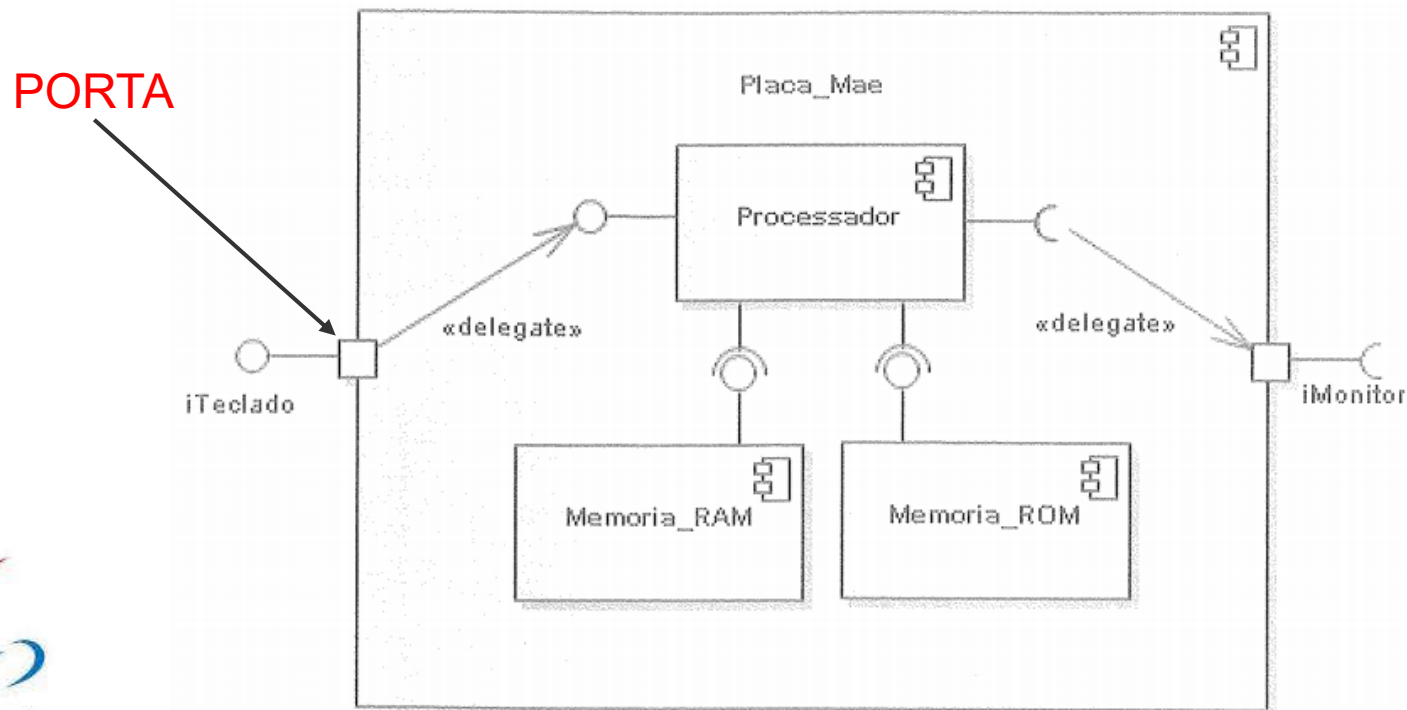 Placa_Mae
PORTA
Processador
«delegate»
«delegate»
iTeclado
iMonitor
Memoria_RAM
Memoria_ROM